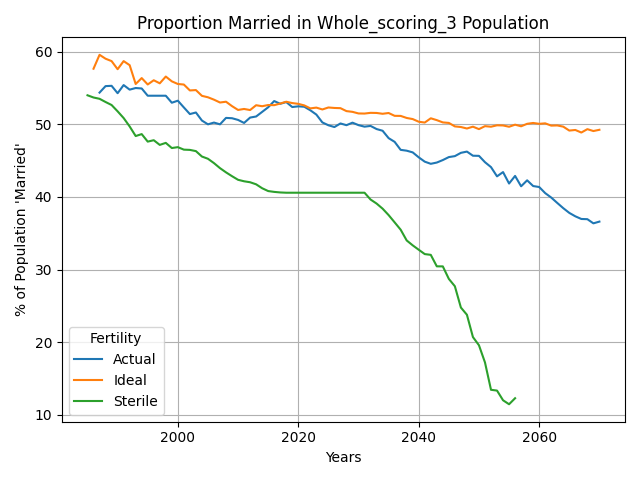 Proportion Married in Whole_scoring_3 Population
% of Population 'Married'
60
50
40
30
20
10
Fertility
Actual
Ideal
Sterile
2000
2020
2040
2060
Years